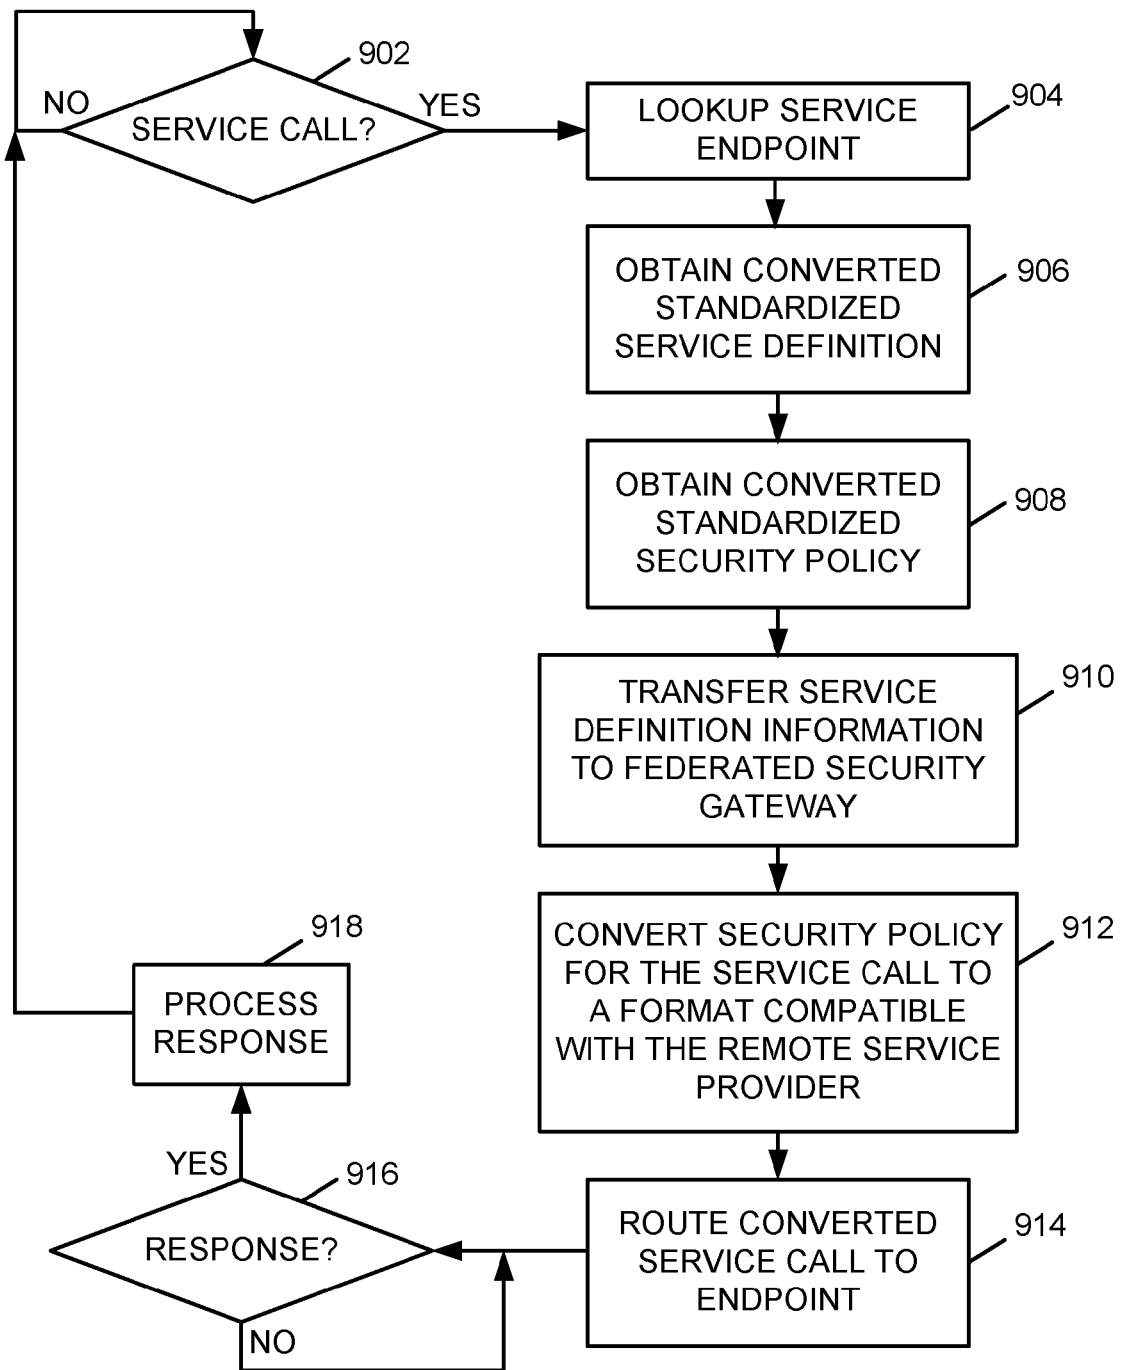 902
NO
YES
SERVICE CALL?
LOOKUP SERVICE
ENDPOINT
904
OBTAIN CONVERTED
STANDARDIZED
SERVICE DEFINITION
906
OBTAIN CONVERTED
STANDARDIZED
SECURITY POLICY
908
TRANSFER SERVICE
DEFINITION INFORMATION
TO FEDERATED SECURITY
GATEWAY
910
CONVERT SECURITY POLICY
FOR THE SERVICE CALL TO
A FORMAT COMPATIBLE
WITH THE REMOTE SERVICE
PROVIDER
912
ROUTE CONVERTED
SERVICE CALL TO
ENDPOINT
914
RESPONSE?
916
YES
NO
PROCESS
RESPONSE
918